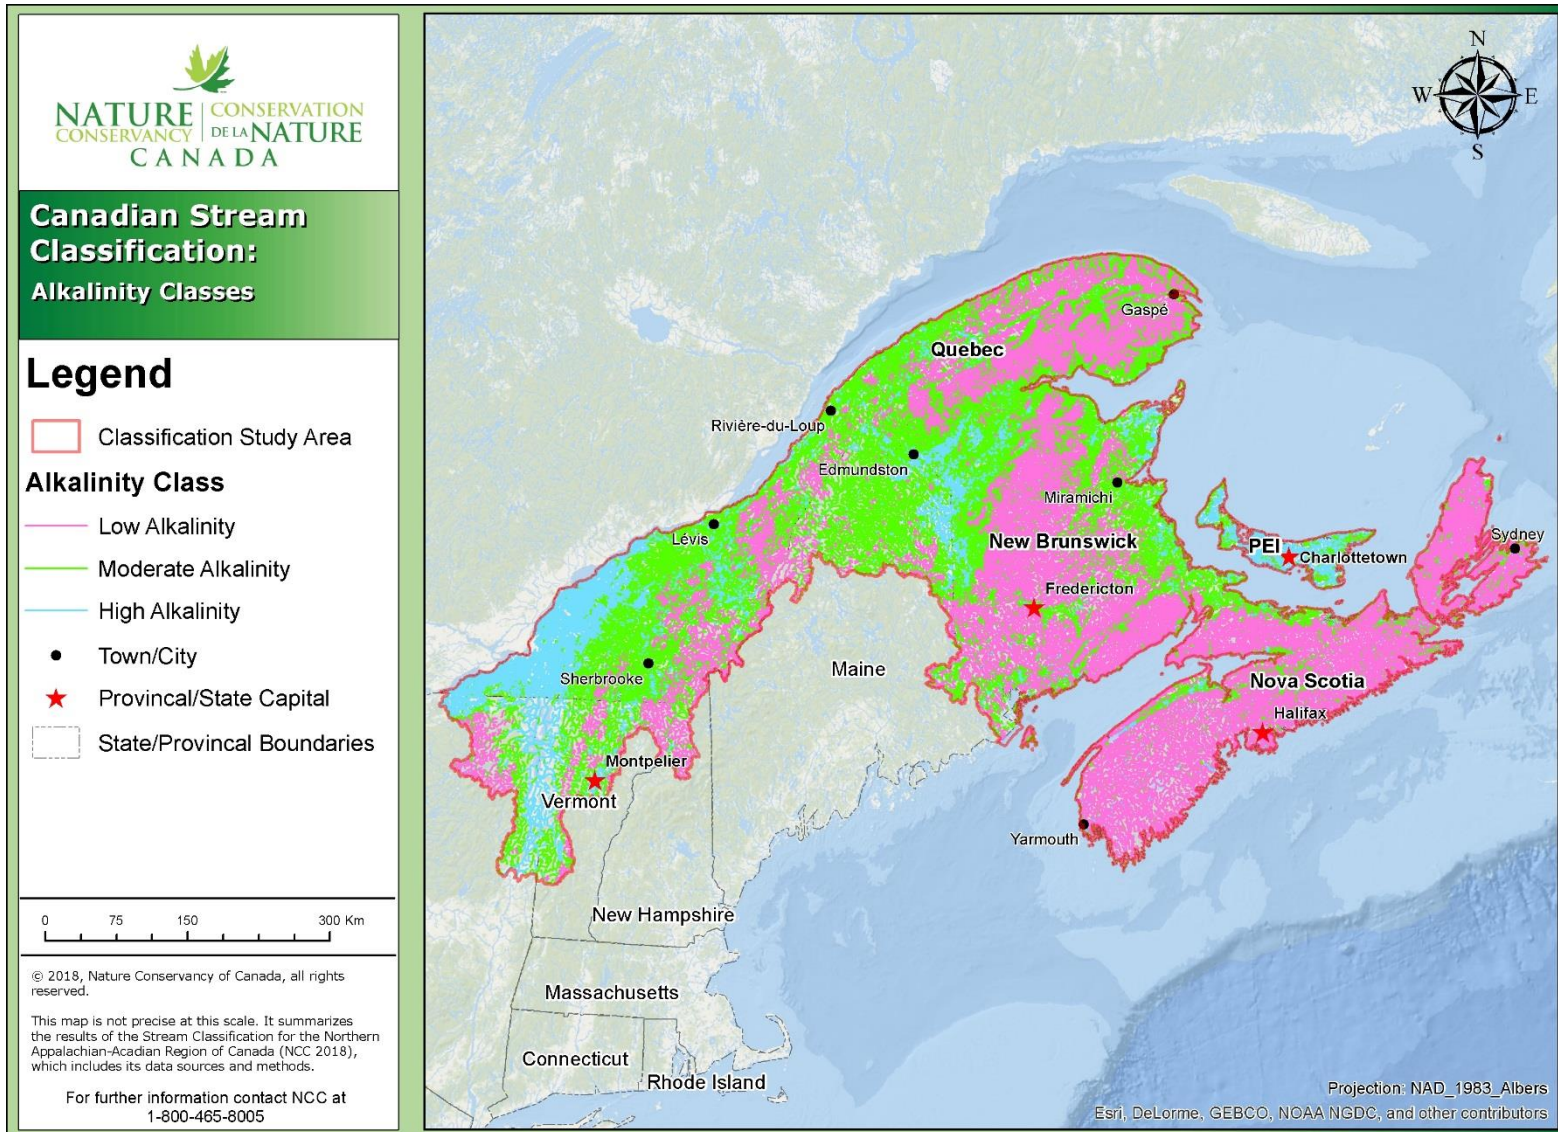 NATURE
CONSERVANCY
CONSERVATION
DE LA NATURE
CANADA
Canadian Stream
Classification:
Alkalinity Classes
Legend
Classification Study Area
Alkalinity Class
Low Alkalinity
Moderate Alkalinity
High Alkalinity
Town/City
Provincal/State Capital
State/Provincal Boundaries
0 75 150 300 Km
© 2018, Nature Conservancy of Canada, all rights
reserved.
This map is not precise at this scale. It summarizes
the results of the Stream Classification for the Northern
Appalachian-Acadian Region of Canada (NCC 2018),
which includes its data sources and methods.
For further information contact NCC at
1-800-465-8005
N
W E
S
Gaspé
Quebec
Rivière-du-Loup
Edmundston
Miramichi
New Brunswick
PEI
Charlottetown
Sydney
Lévis
Fredericton
Sherbrooke
Maine
Nova Scotia
Halifax
Montpelier
Vermont
Yarmouth
New Hampshire
Massachusetts
Connecticut
Rhode Island
Projection: NAD_1983_Albers
Esri, DeLorme, GEBCO, NOAA NGDC, and other contributors